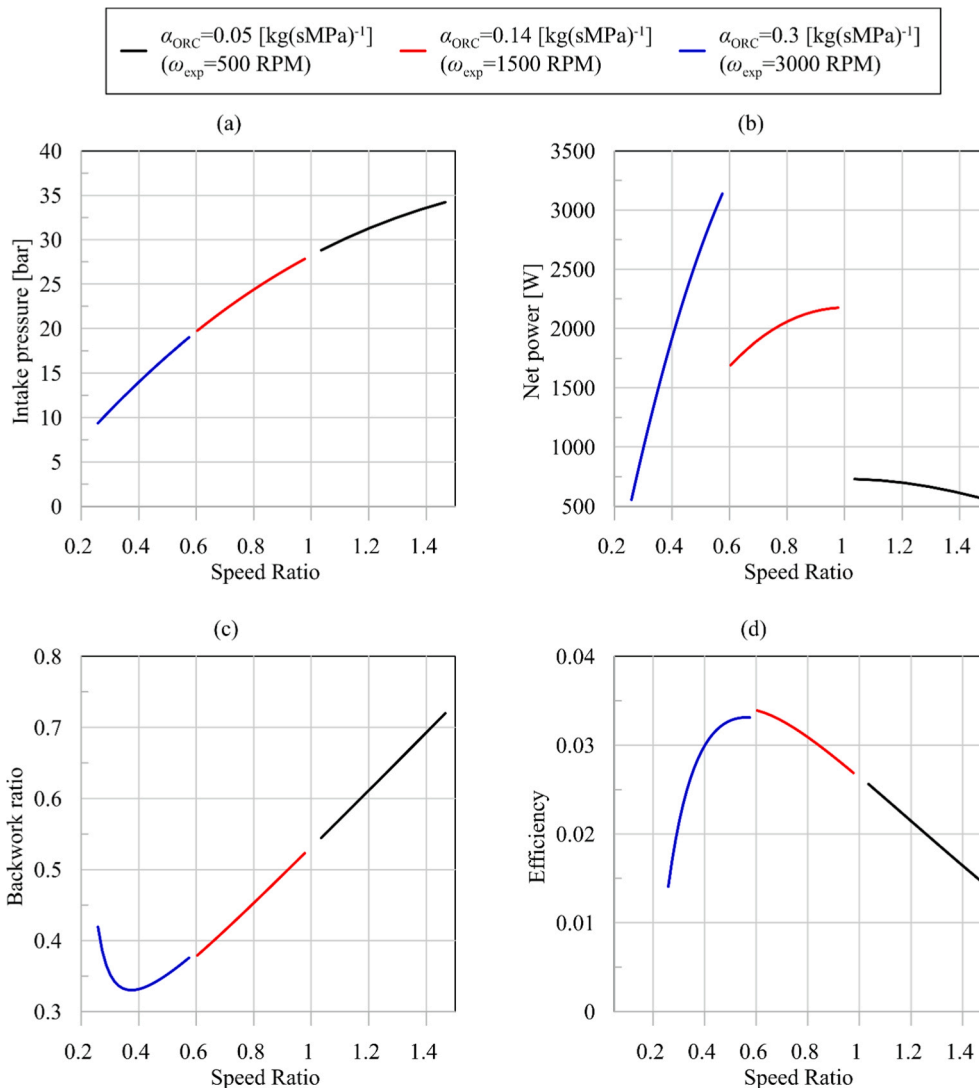 α_ORC=0.05 [kg(sMPa)⁻¹] α_ORC=0.14 [kg(sMPa)⁻¹] α_ORC=0.3 [kg(sMPa)⁻¹]
(ω_exp=500 RPM) (ω_exp=1500 RPM) (ω_exp=3000 RPM)
(a)
40
35
30
25
20
15
10
5
0
Intake pressure [bar]
0.2 0.4 0.6 0.8 1 1.2 1.4
Speed Ratio
(b)
3500
3000
2500
2000
1500
1000
500
Net power [W]
0.2 0.4 0.6 0.8 1 1.2 1.4
Speed Ratio
(c)
0.8
0.7
0.6
0.5
0.4
0.3
Backwork ratio
0.2 0.4 0.6 0.8 1 1.2 1.4
Speed Ratio
(d)
0.04
0.03
0.02
0.01
0
Efficiency
0.2 0.4 0.6 0.8 1 1.2 1.4
Speed Ratio